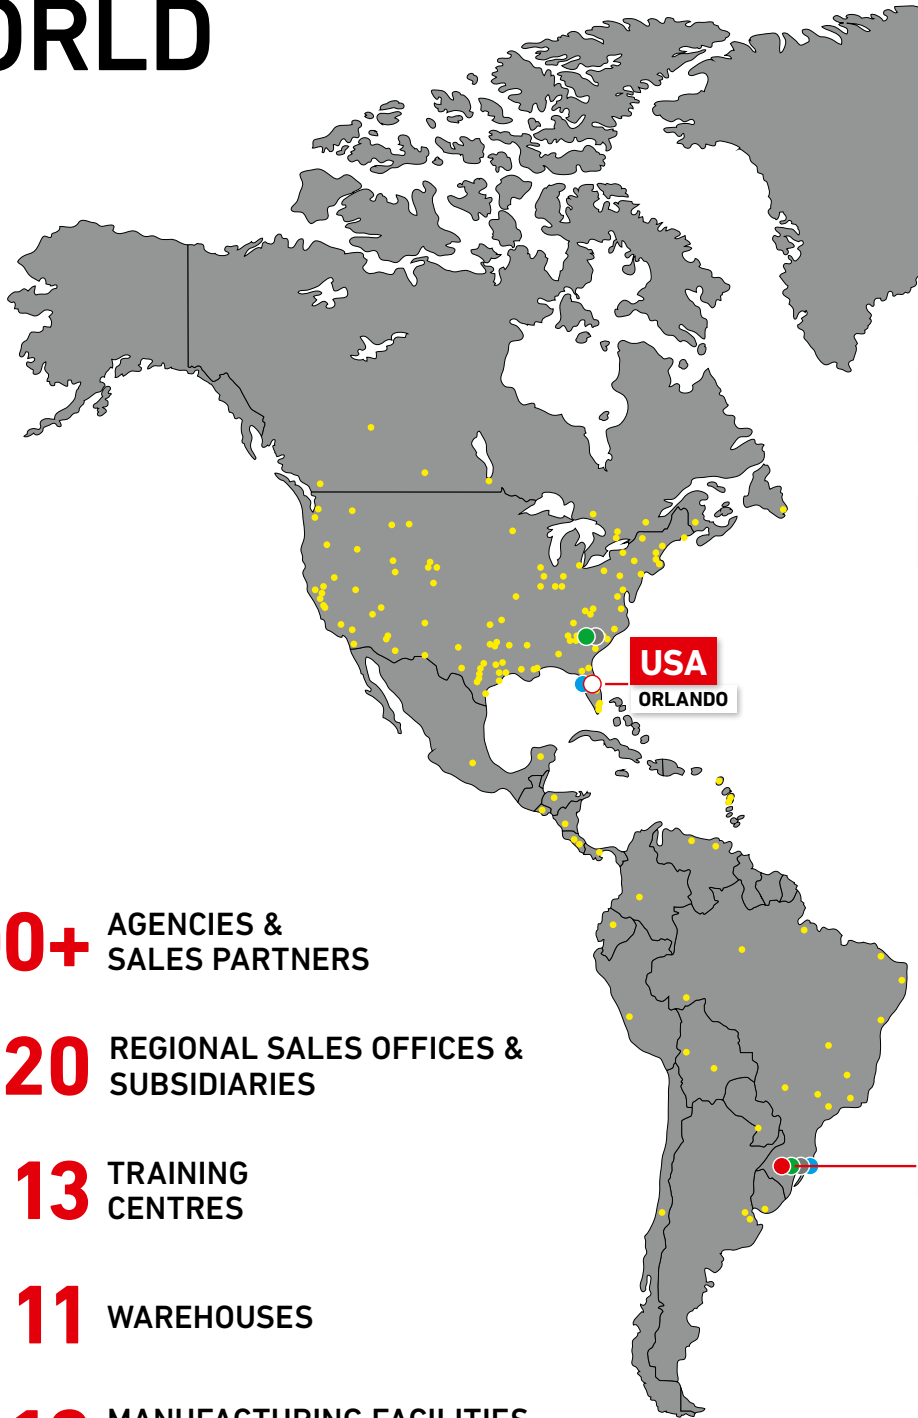 ORLD
USA
ORLANDO
0+ AGENCIES &
SALES PARTNERS
20 REGIONAL SALES OFFICES &
SUBSIDIARIES
13 TRAINING
CENTRES
11 WAREHOUSES
MANUFACTURING FACILITIES